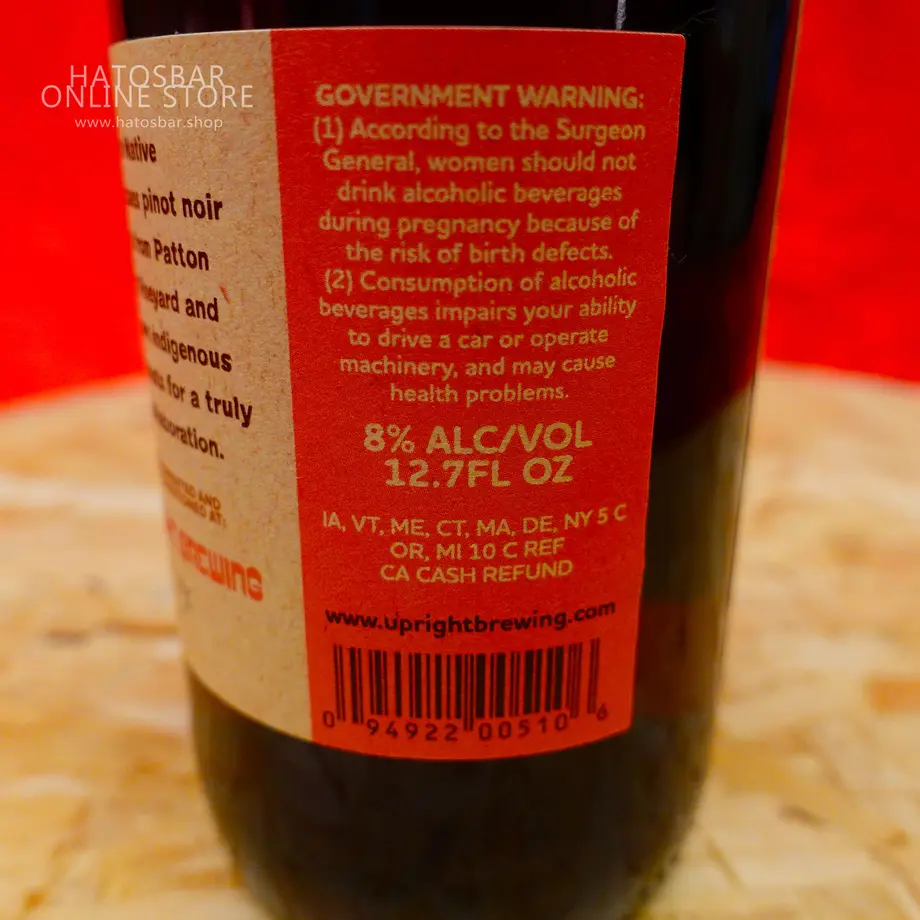 HATOSBAR
ONLINE STORE
www.hatosbar.shop
Native
pinot noir
Patton
and
indigenous
for a truly
AND
AT:
GOVERNMENT WARNING:
(1) According to the Surgeon
General, women should not
drink alcoholic beverages
during pregnancy because of
the risk of birth defects.
(2) Consumption of alcoholic
beverages impairs your ability
to drive a car or operate
machinery, and may cause
health problems.
8% ALC/VOL
12.7FL OZ
IA, VT, ME, CT, MA, DE, NY 5 C
OR, MI 10 C REF
CA CASH REFUND
www.uprightbrewing.com
0 94922 00510 6